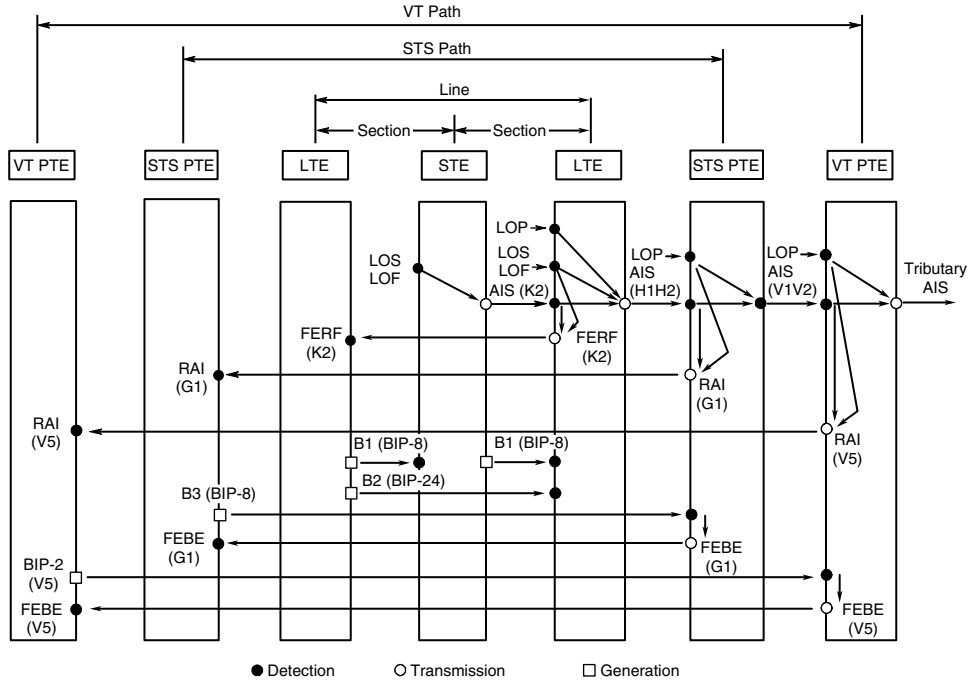 VT Path
STS Path
Line
Section
Section
VT PTE
STS PTE
LTE
STE
LTE
STS PTE
VT PTE
LOP
LOS
LOF
LOS
LOF
AIS (K2)
LOP
AIS
(H1H2)
LOP
AIS
(V1V2)
Tributary
AIS
FERF
(K2)
FERF
(K2)
RAI
(G1)
RAI
(G1)
RAI
(V5)
RAI
(V5)
B1 (BIP-8)
B1 (BIP-8)
B2 (BIP-24)
B3 (BIP-8)
FEBE
(G1)
FEBE
(G1)
BIP-2
(V5)
FEBE
(V5)
FEBE
(V5)
Detection
Transmission
Generation